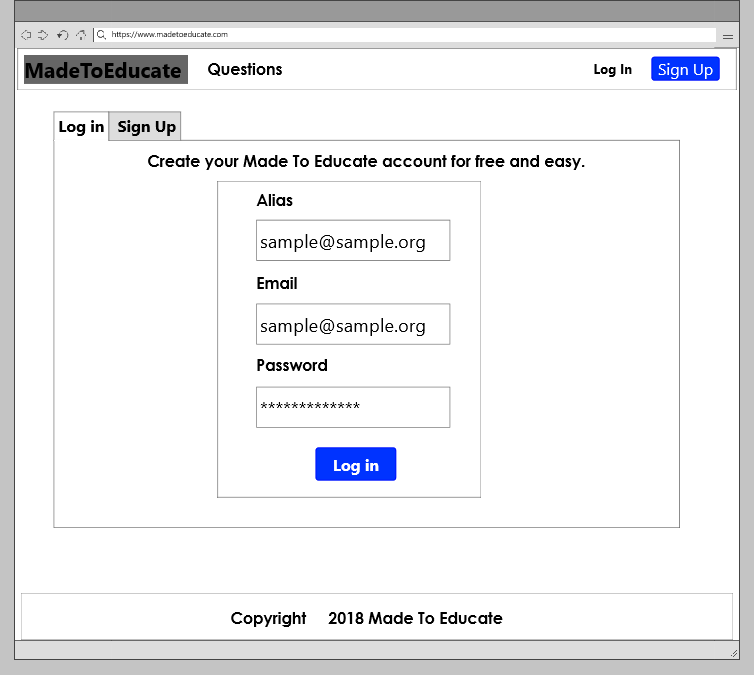 https://www.madetoeducate.com
MadeToEducate Questions Log In Sign Up
Log in Sign Up
Create your Made To Educate account for free and easy.
Alias
sample@sample.org
Email
sample@sample.org
Password
*************
Log in
Copyright 2018 Made To Educate